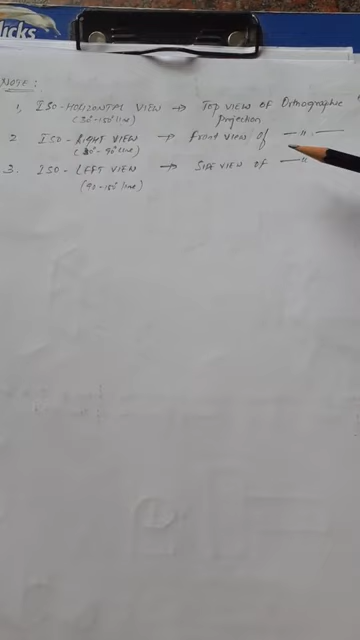 licks
NOTE:
1, ISO-HORIZONTAL VIEW → TOP VIEW OF Orthographic
(30°-150° line) Projection
2. ISO-RIGHT VIEW → Front VIEW of —"—
(30°-90° line)
3. ISO-LEFT VIEW → SIDE VIEW OF —"
(90-150° line)